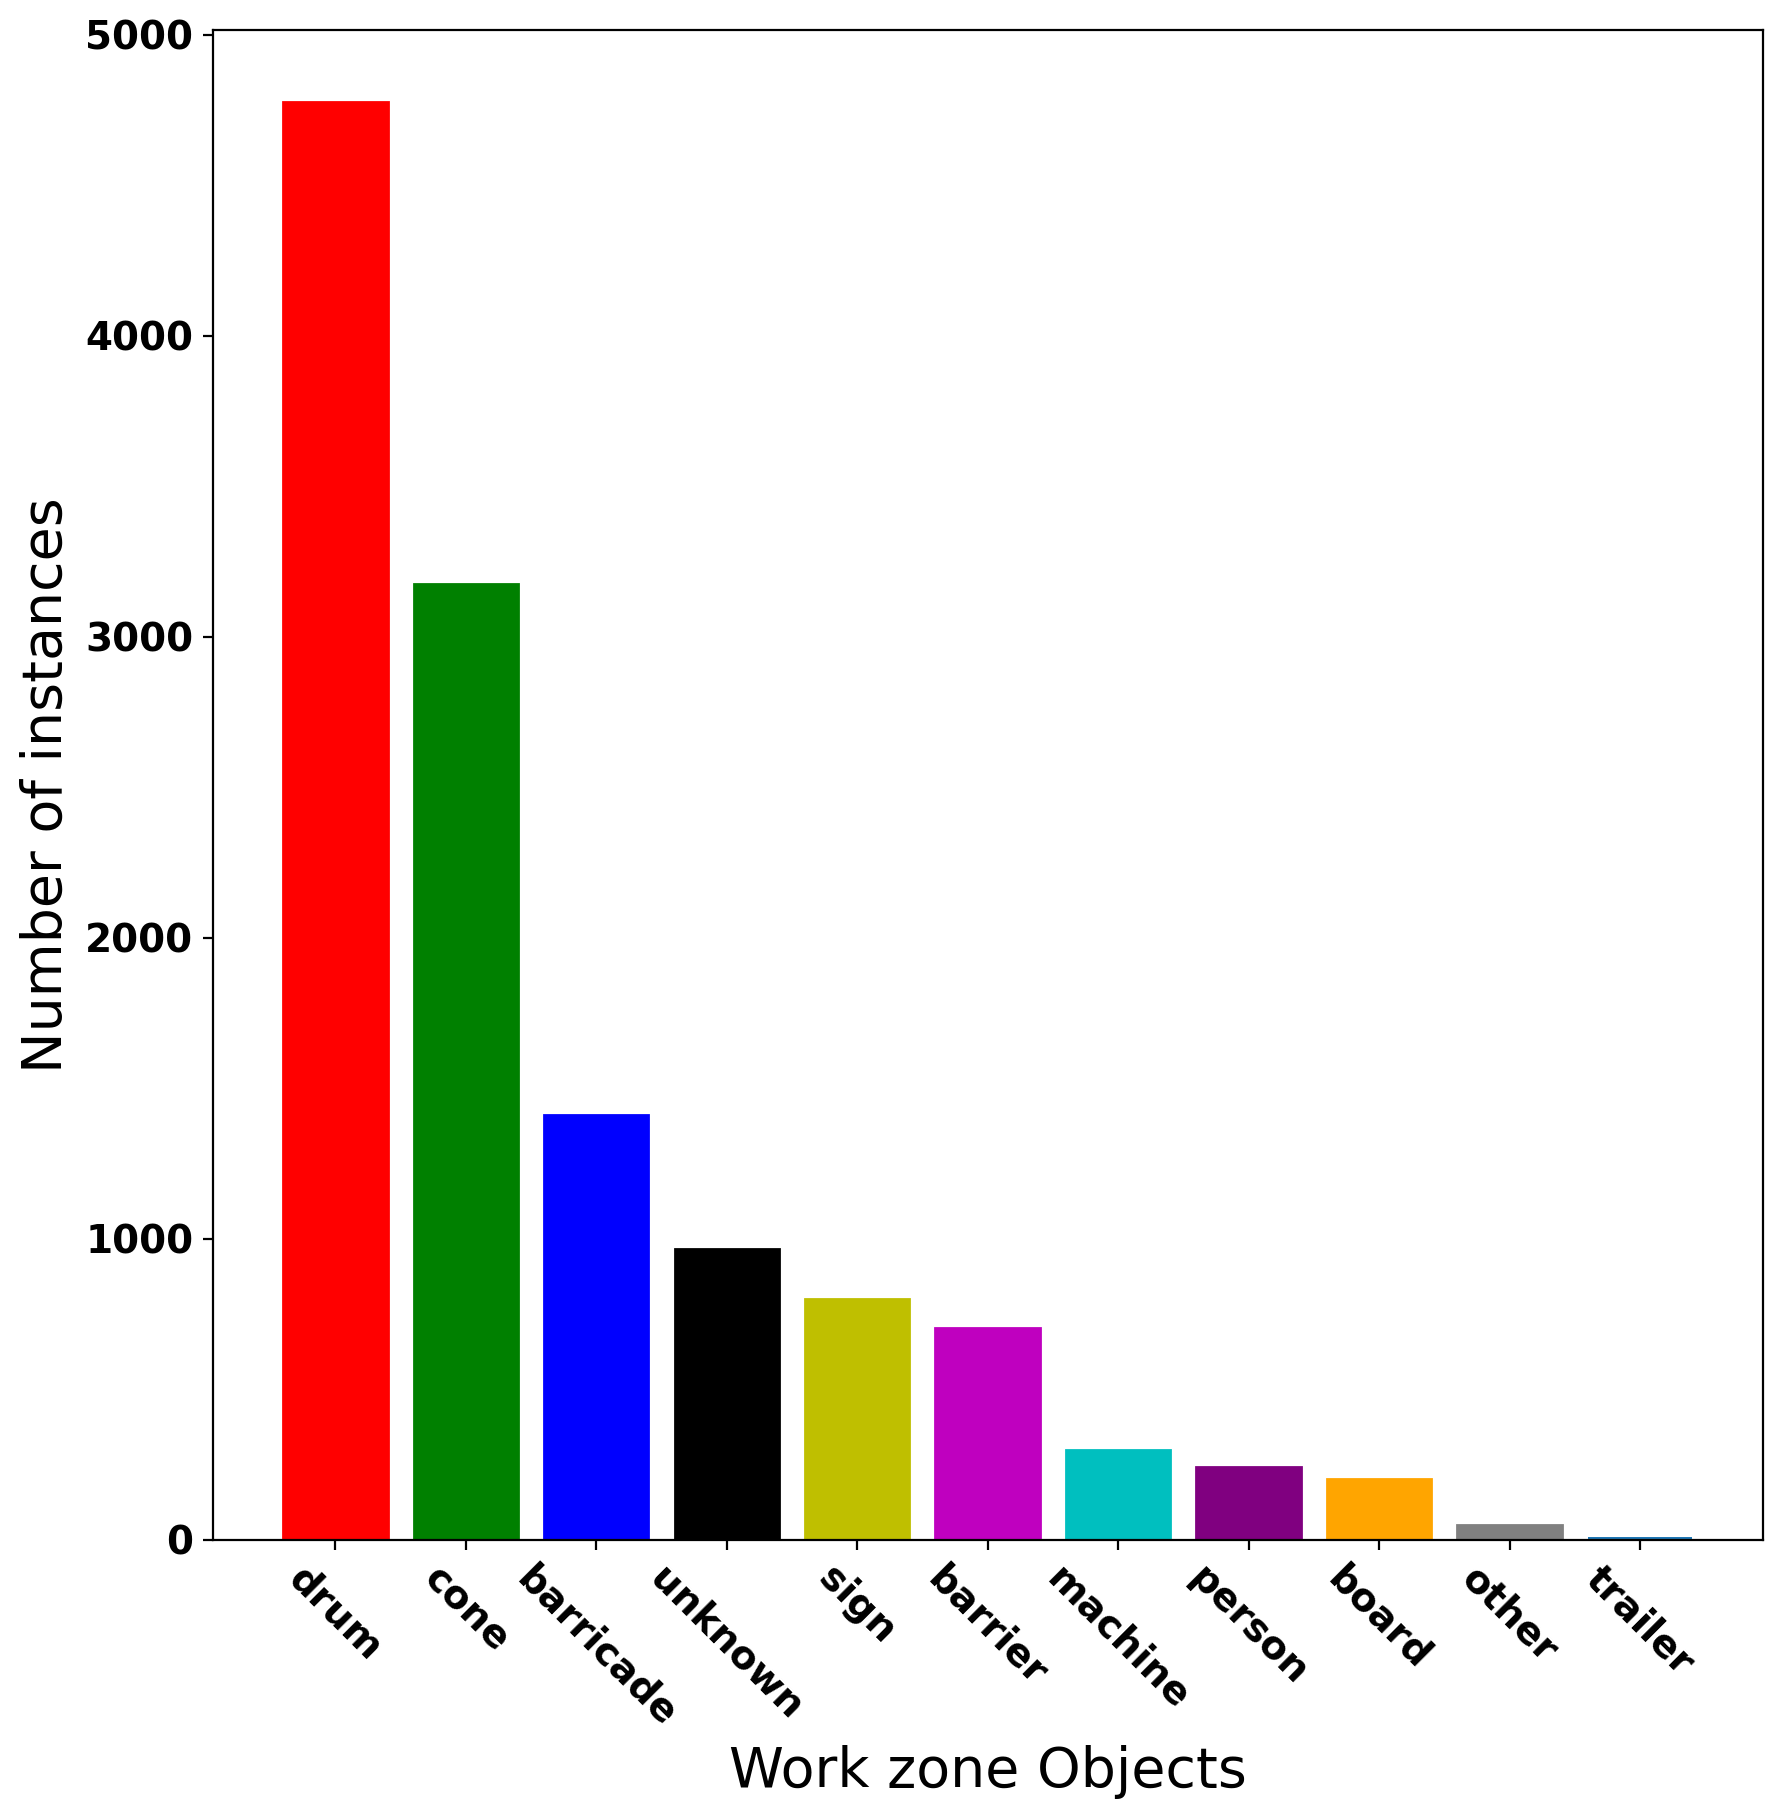 5000
4000
3000
2000
1000
0
Number of instances
drum
cone
barricade
unknown
sign
barrier
machine
person
board
other
trailer
Work zone Objects